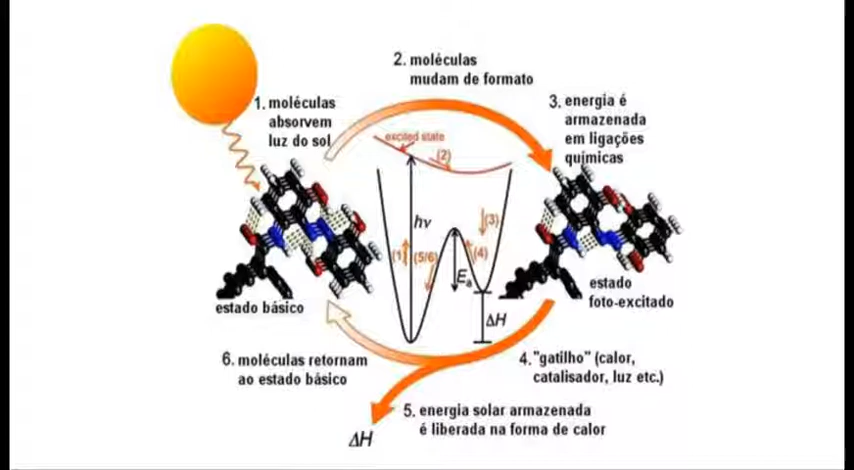 1. moléculas
absorvem
luz do sol
2. moléculas
mudam de formato
3. energia é
armazenada
em ligações
químicas
excited state
(2)
hν
(3)
(1)
(5/6)
(4)
Ea
ΔH
estado básico
estado
foto-excitado
4. "gatilho" (calor,
catalisador, luz etc.)
6. moléculas retornam
ao estado básico
5. energia solar armazenada
é liberada na forma de calor
ΔH